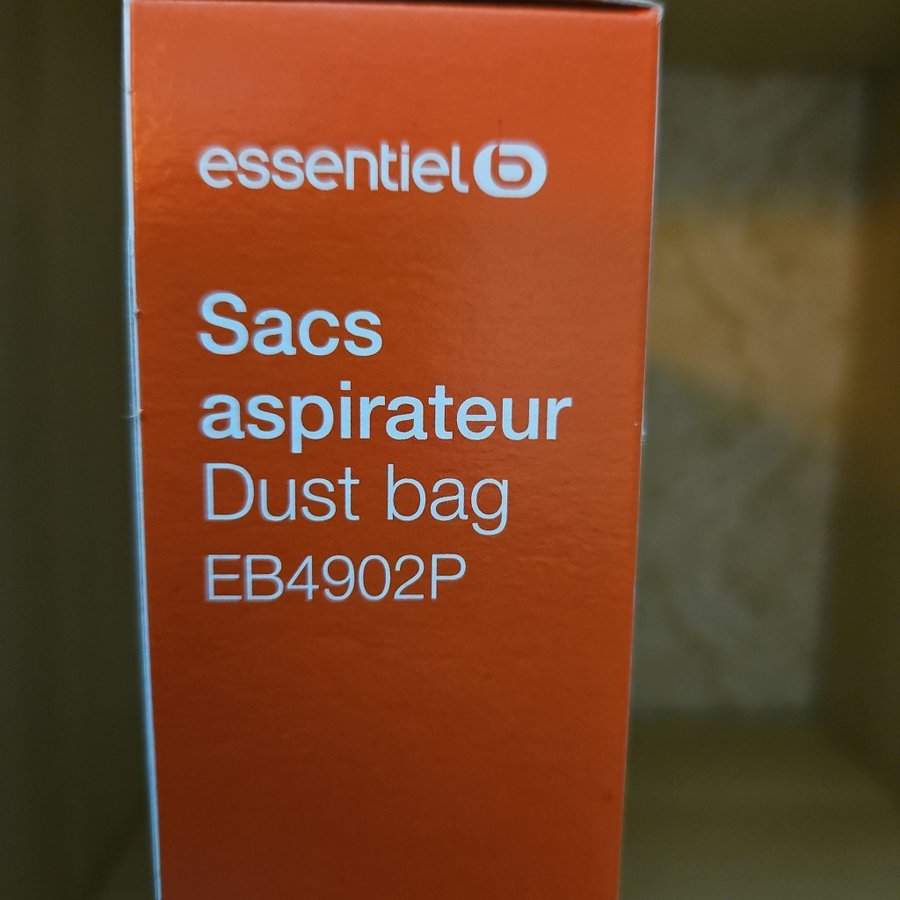 essentiel b
Sacs
aspirateur
Dust bag
EB4902P